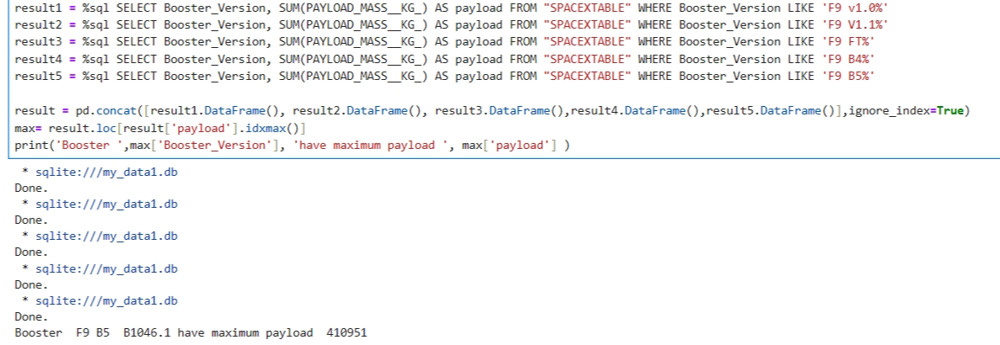 result1 = %sql SELECT Booster_Version, SUM(PAYLOAD_MASS__KG_) AS payload FROM "SPACEXTABLE" WHERE Booster_Version LIKE 'F9 v1.0%'
result2 = %sql SELECT Booster_Version, SUM(PAYLOAD_MASS__KG_) AS payload FROM "SPACEXTABLE" WHERE Booster_Version LIKE 'F9 V1.1%'
result3 = %sql SELECT Booster_Version, SUM(PAYLOAD_MASS__KG_) AS payload FROM "SPACEXTABLE" WHERE Booster_Version LIKE 'F9 FT%'
result4 = %sql SELECT Booster_Version, SUM(PAYLOAD_MASS__KG_) AS payload FROM "SPACEXTABLE" WHERE Booster_Version LIKE 'F9 B4%'
result5 = %sql SELECT Booster_Version, SUM(PAYLOAD_MASS__KG_) AS payload FROM "SPACEXTABLE" WHERE Booster_Version LIKE 'F9 B5%'
result = pd.concat([result1.DataFrame(), result2.DataFrame(), result3.DataFrame(),result4.DataFrame(),result5.DataFrame()],ignore_index=True)
max= result.loc[result['payload'].idxmax()]
print('Booster ',max['Booster_Version'], 'have maximum payload ', max['payload'] )
* sqlite:///my_data1.db
Done.
* sqlite:///my_data1.db
Done.
* sqlite:///my_data1.db
Done.
* sqlite:///my_data1.db
Done.
* sqlite:///my_data1.db
Done.
Booster  F9 B5  B1046.1 have maximum payload  410951